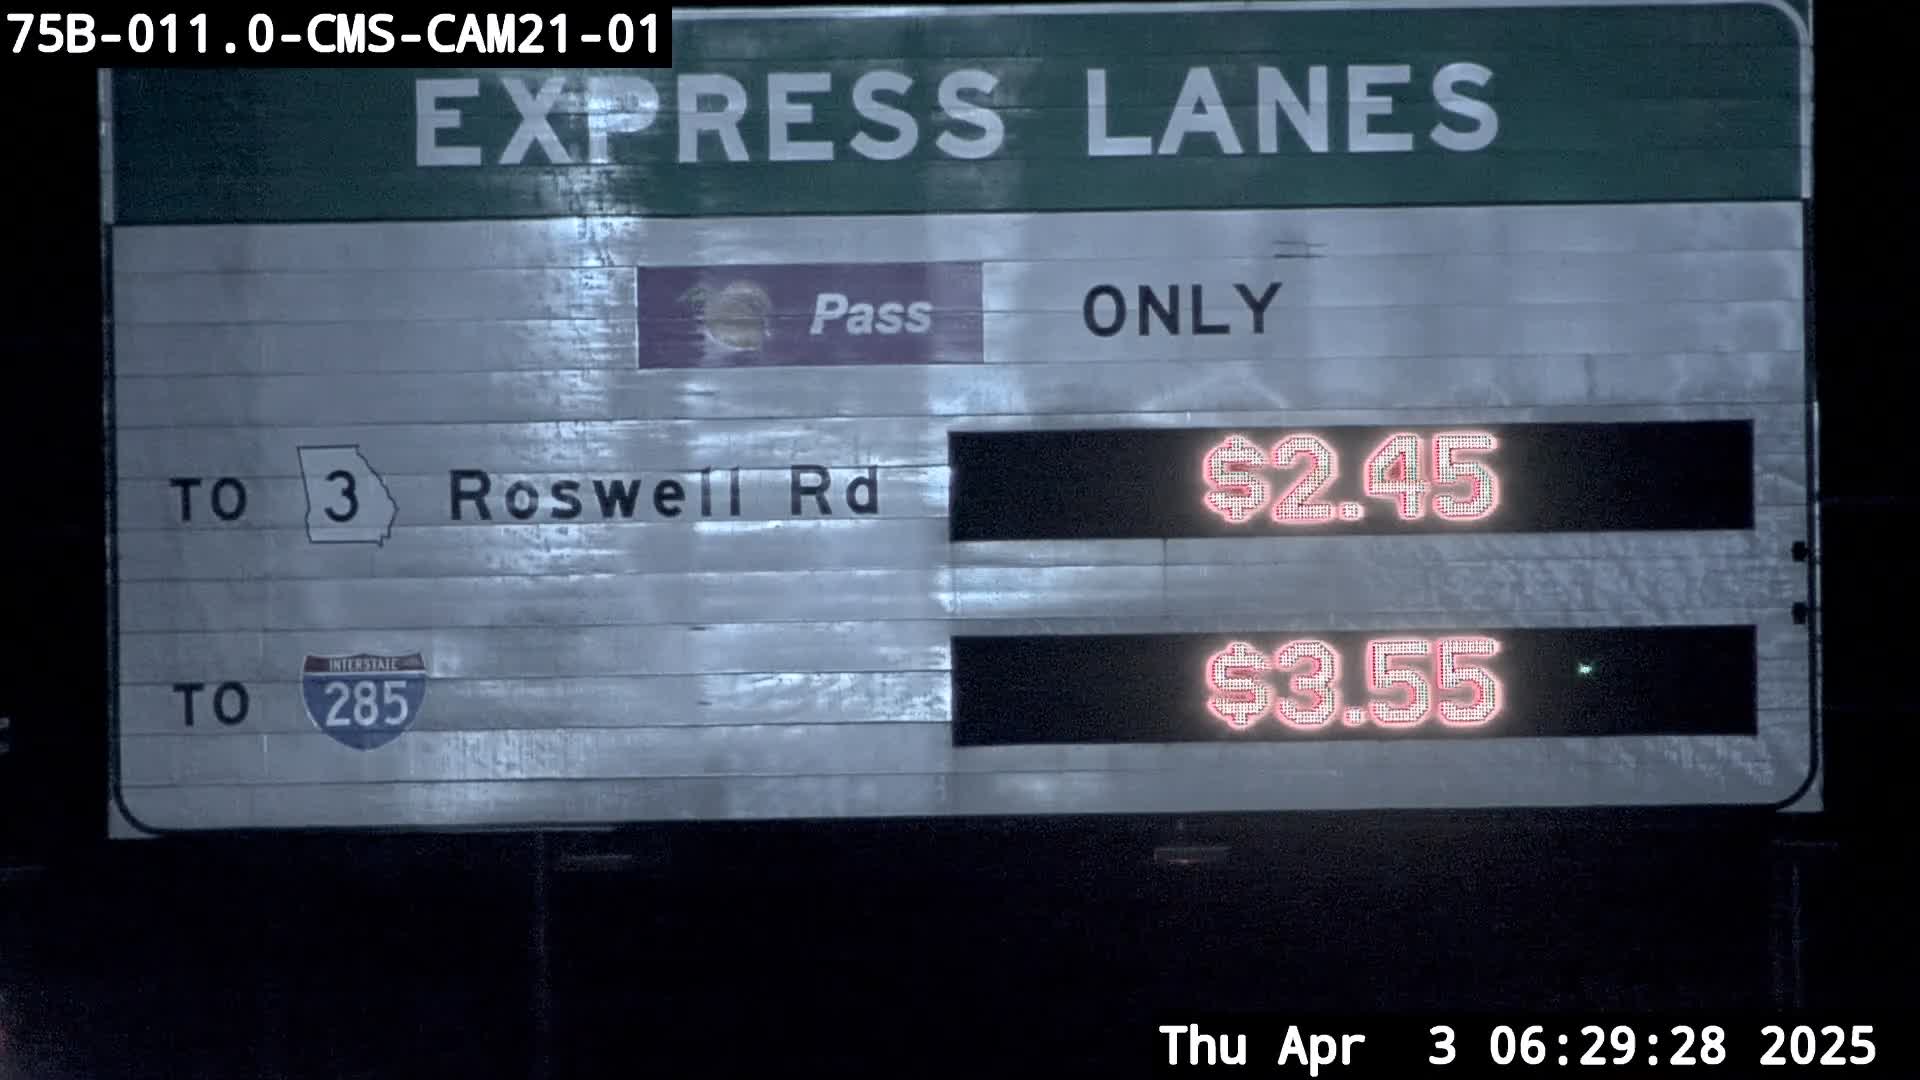 75B-011.0-CMS-CAM21-01
EXPRESS LANES
Pass ONLY
TO 3 Roswell Rd $2.45
TO INTERSTATE 285 $3.55
Thu Apr 3 06:29:28 2025